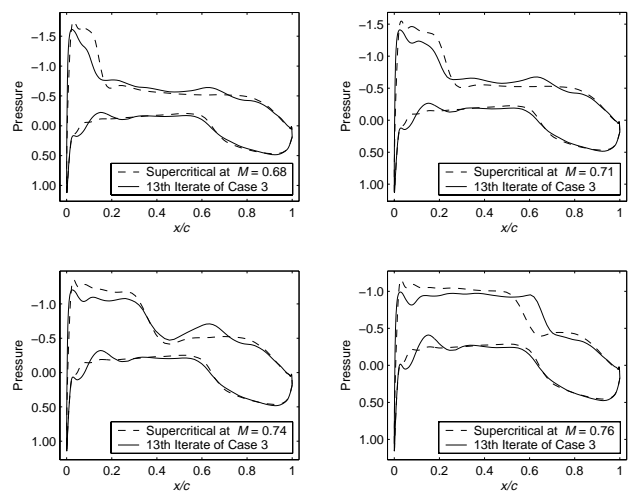 −1.5
−1.0
−0.5
0.00
0.50
1.00
Pressure
Supercritical at M = 0.68
13th Iterate of Case 3
0 0.2 0.4 0.6 0.8 1
x/c
−1.5
−1.0
−0.5
0.00
0.50
1.00
Pressure
Supercritical at M = 0.71
13th Iterate of Case 3
0 0.2 0.4 0.6 0.8 1
x/c
−1.0
−0.5
0.00
0.50
1.00
Pressure
Supercritical at M = 0.74
13th Iterate of Case 3
0 0.2 0.4 0.6 0.8 1
x/c
−1.0
−0.5
0.00
0.50
1.00
Pressure
Supercritical at M = 0.76
13th Iterate of Case 3
0 0.2 0.4 0.6 0.8 1
x/c